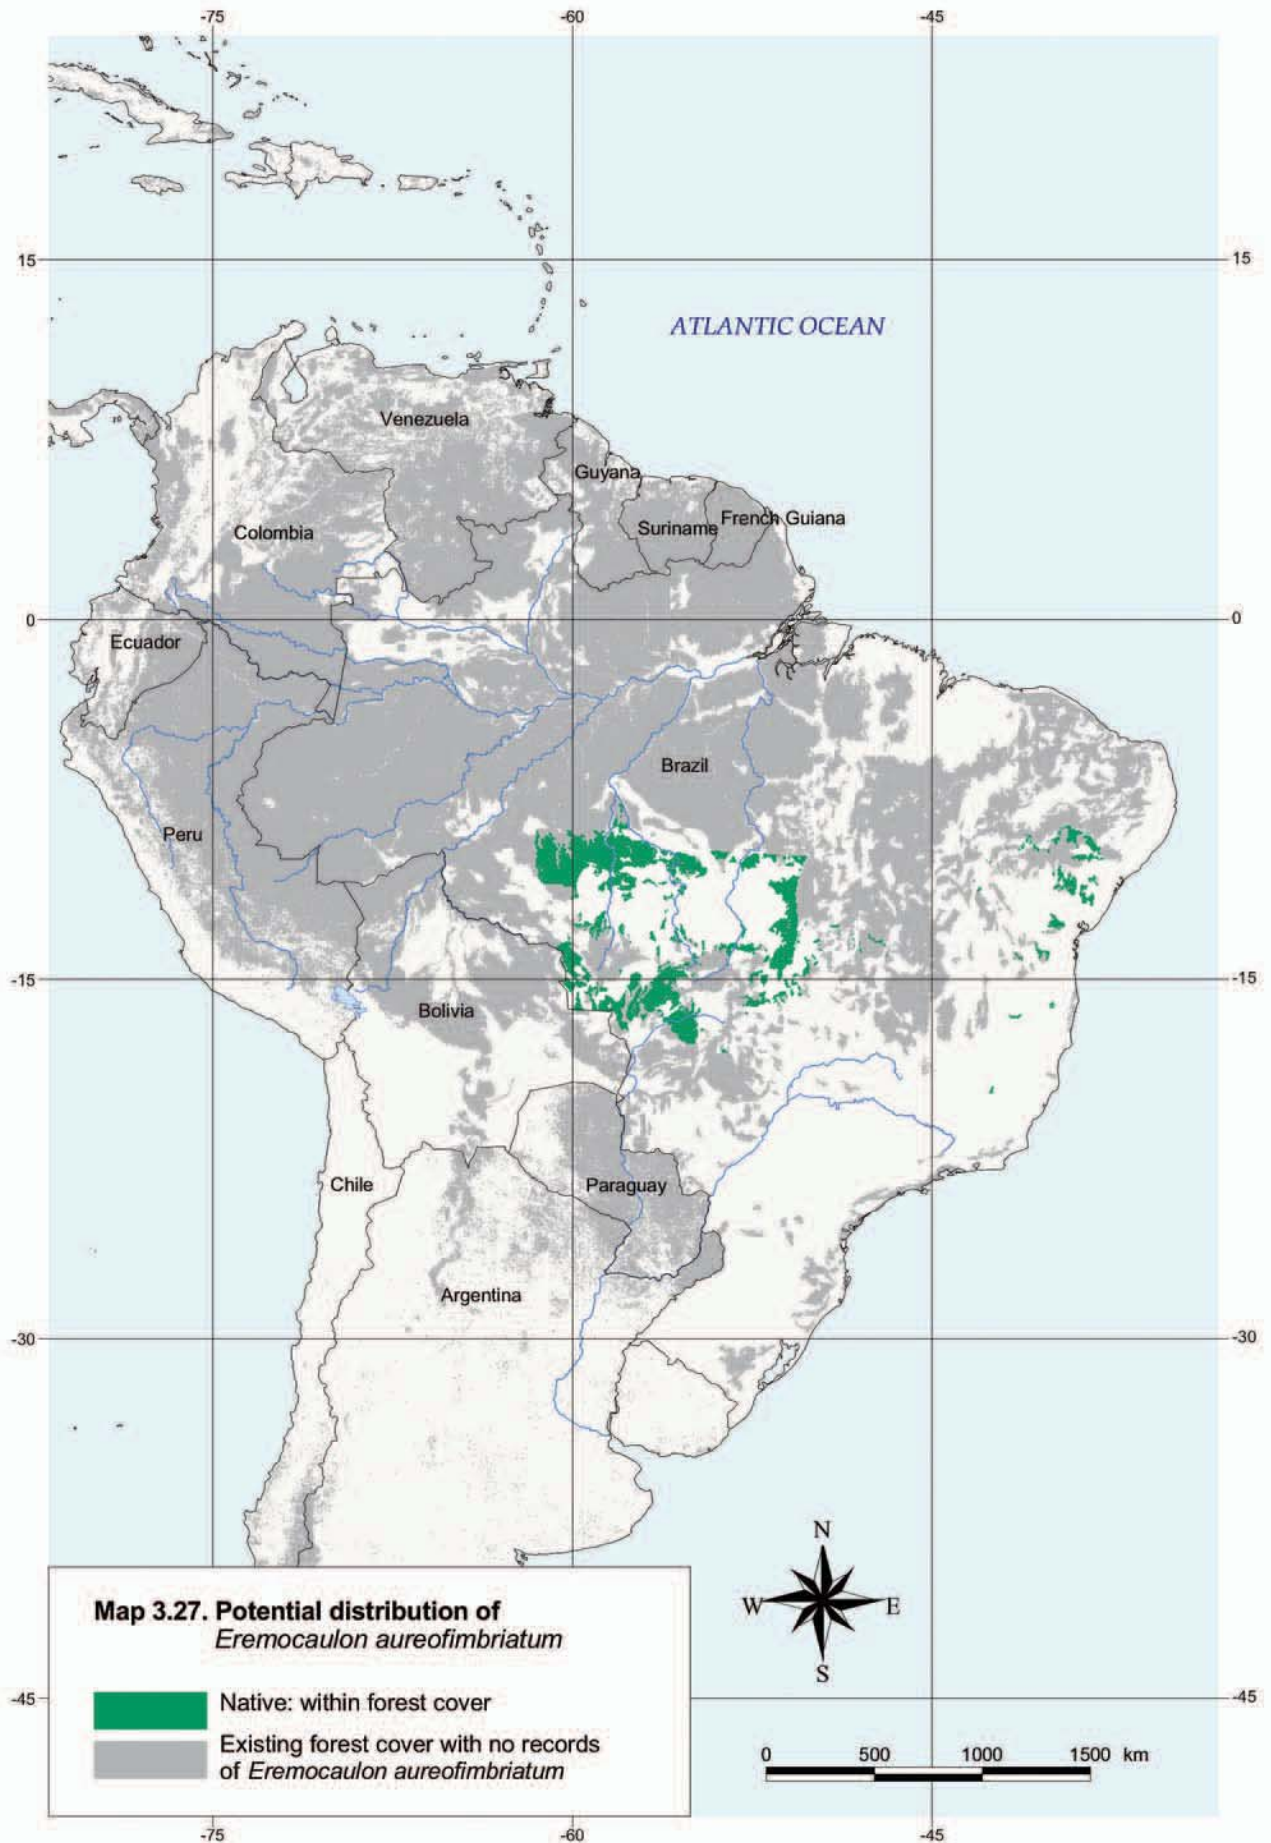 -75 -60 -45
15 15
ATLANTIC OCEAN
Venezuela
Guyana
Suriname
French Guiana
Colombia
0 0
Ecuador
Brazil
Peru
-15 -15
Bolivia
Chile
Paraguay
Argentina
-30 -30
N
W E
S
Map 3.27. Potential distribution of
Eremocaulon aureofimbriatum
Native: within forest cover
Existing forest cover with no records
of Eremocaulon aureofimbriatum
-45 -45
0 500 1000 1500 km
-75 -60 -45